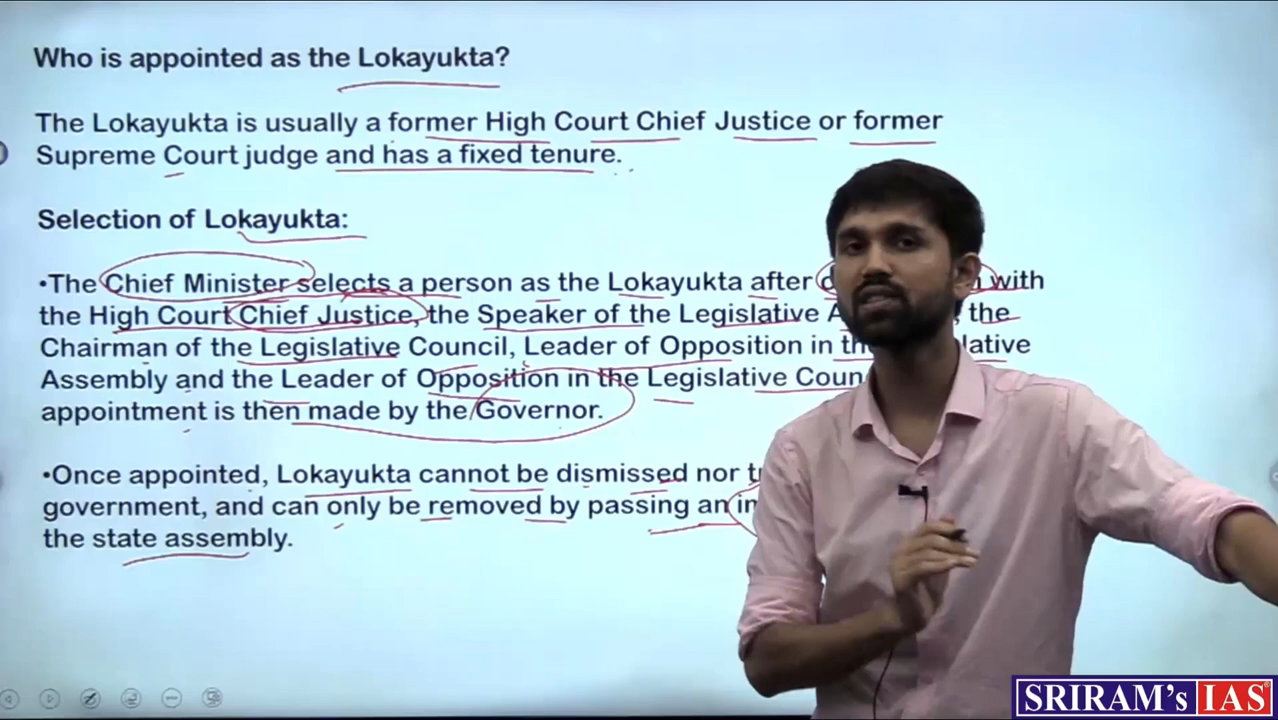 Who is appointed as the Lokayukta?
The Lokayukta is usually a former High Court Chief Justice or former
Supreme Court judge and has a fixed tenure.
Selection of Lokayukta:
•The Chief Minister selects a person as the Lokayukta after with
the High Court Chief Justice, the Speaker of the Legislative the
Chairman of the Legislative Council, Leader of Opposition in
Assembly and the Leader of Opposition in the Legislative
appointment is then made by the Governor.
•Once appointed, Lokayukta cannot be dismissed nor
government, and can only be removed by passing an
the state assembly.
SRIRAM's IAS